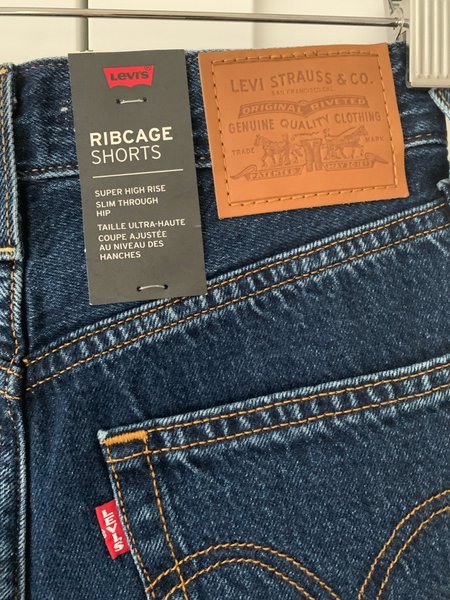 Levi's
RIBCAGE
SHORTS
SUPER HIGH RISE
SLIM THROUGH
HIP
TAILLE ULTRA-HAUTE
COUPE AJUSTÉE
AU NIVEAU DES
HANCHES
LEVI STRAUSS & CO.
SAN FRANCISCO CAL.
ORIGINAL RIVETED
GENUINE QUALITY CLOTHING
TRADE MARK
PATENTED
LEVI'S